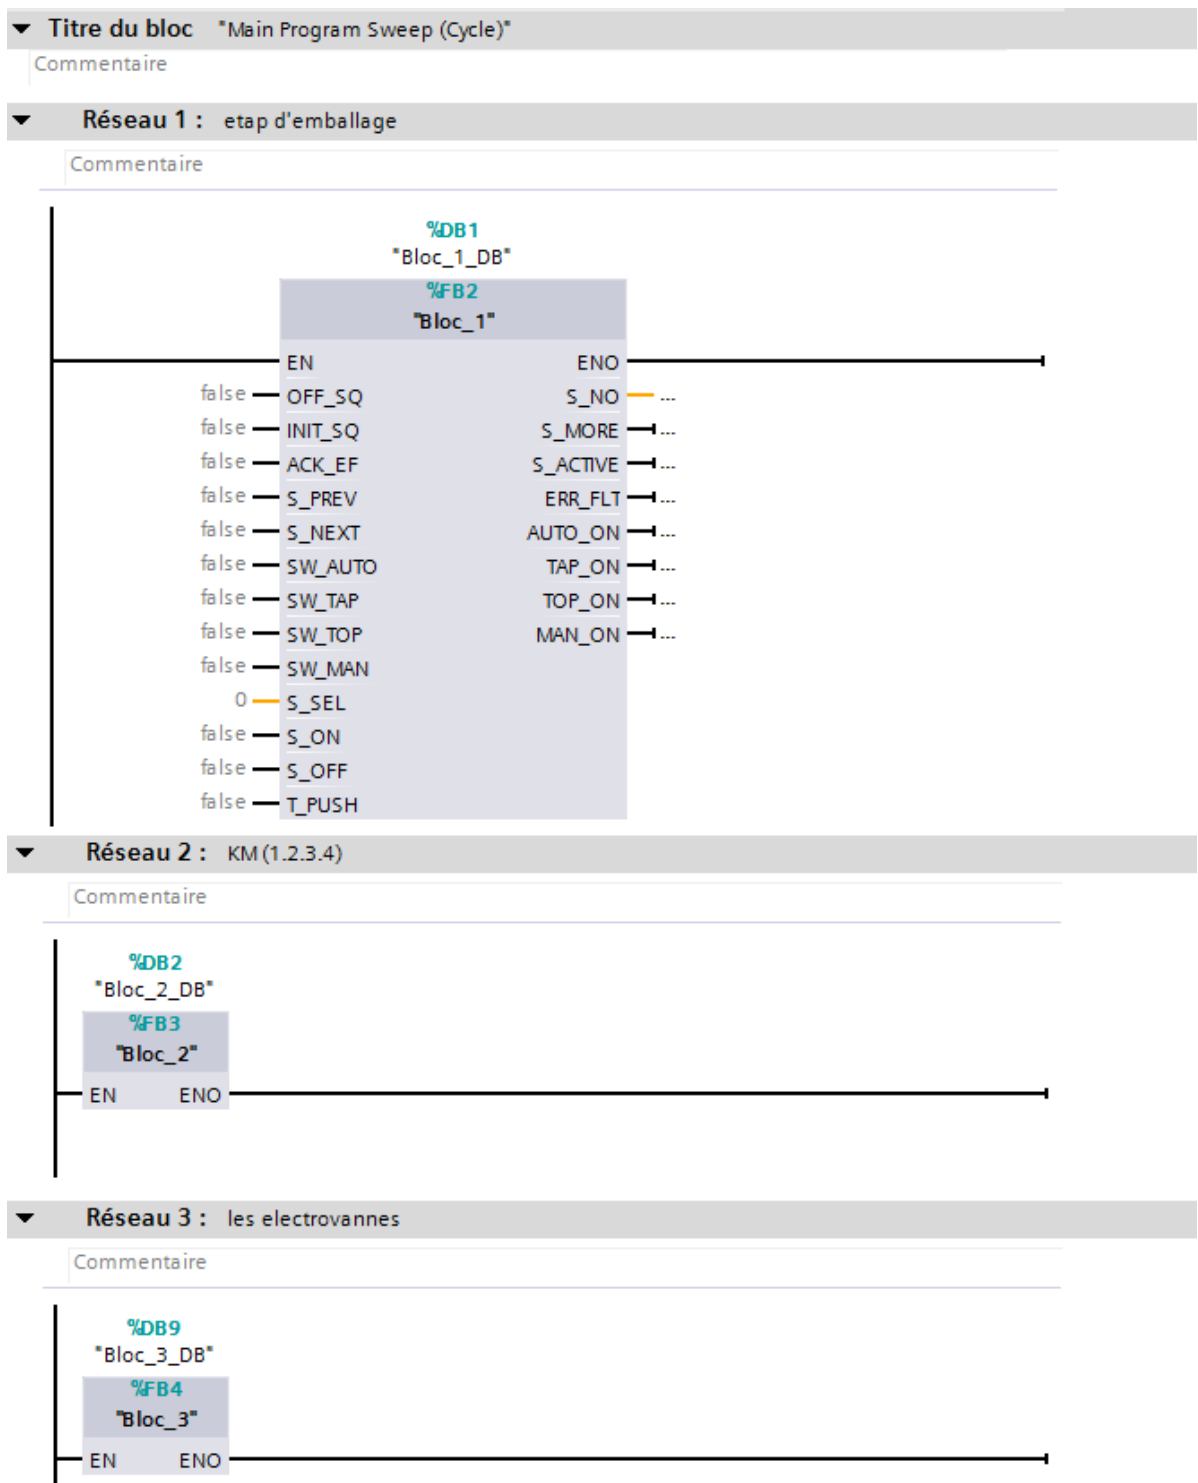 Titre du bloc "Main Program Sweep (Cycle)"
Commentaire
Réseau 1 : etap d'emballage
Commentaire
%DB1
"Bloc_1_DB"
%FB2
"Bloc_1"
EN ENO
false OFF_SQ S_NO ...
false INIT_SQ S_MORE ...
false ACK_EF S_ACTIVE ...
false S_PREV ERR_FLT ...
false S_NEXT AUTO_ON ...
false SW_AUTO TAP_ON ...
false SW_TAP TOP_ON ...
false SW_TOP MAN_ON ...
false SW_MAN
0 S_SEL
false S_ON
false S_OFF
false T_PUSH
Réseau 2 : KM (1.2.3.4)
Commentaire
%DB2
"Bloc_2_DB"
%FB3
"Bloc_2"
EN ENO
Réseau 3 : les electrovannes
Commentaire
%DB9
"Bloc_3_DB"
%FB4
"Bloc_3"
EN ENO